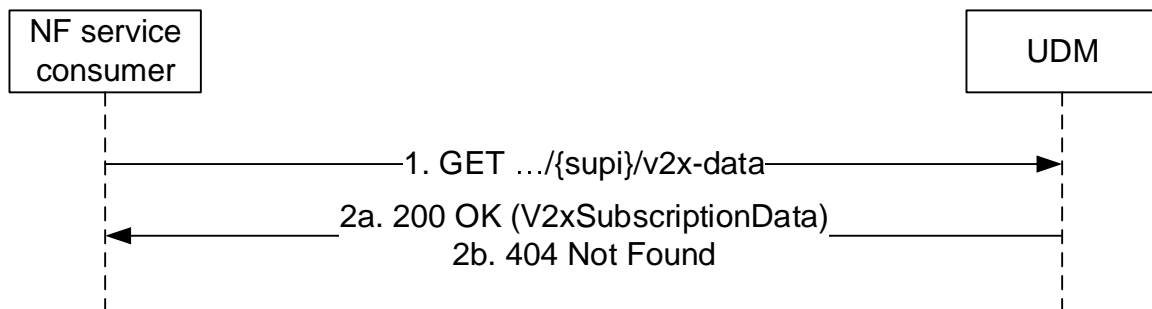 NF service
consumer
UDM
1. GET …/{supi}/v2x-data
2a. 200 OK (V2xSubscriptionData)
2b. 404 Not Found